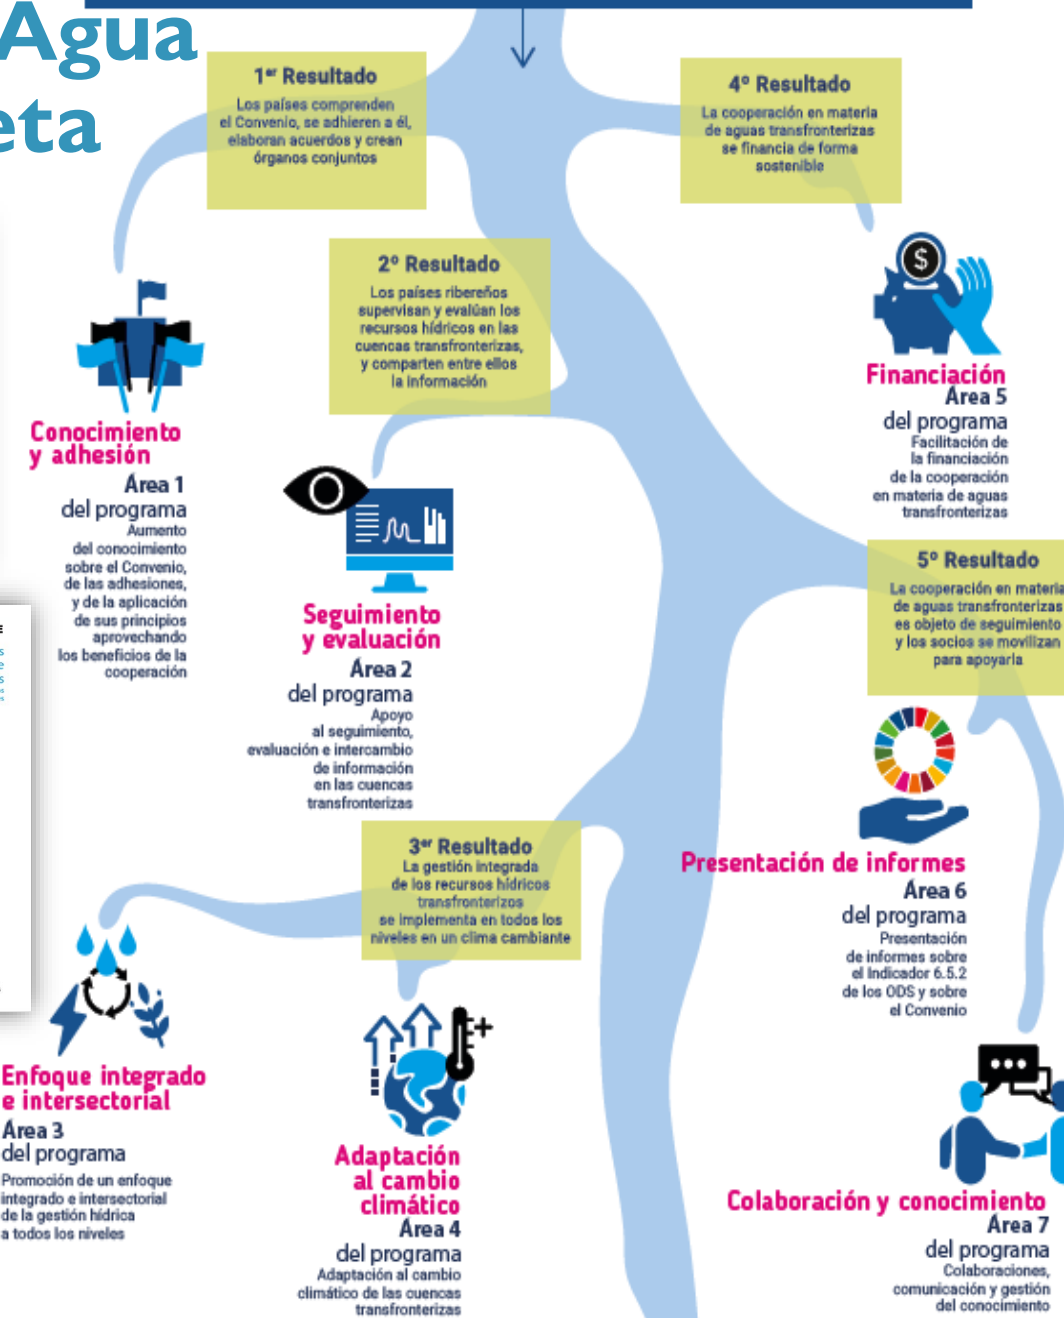 Agua
eta
1er Resultado
Los países comprenden
el Convenio, se adhieren a él,
elaboran acuerdos y crean
órganos conjuntos
4º Resultado
La cooperación en materia
de aguas transfronterizas
se financia de forma
sostenible
2º Resultado
Los países ribereños
supervisan y evalúan los
recursos hídricos en las
cuencas transfronterizas,
y comparten entre ellos
la información
Conocimiento
y adhesión
Área 1
del programa
Aumento
del conocimiento
sobre el Convenio,
de las adhesiones,
y de la aplicación
de sus principios
aprovechando
los beneficios de la
cooperación
Financiación
Área 5
del programa
Facilitación de
la financiación
de la cooperación
en materia de aguas
transfronterizas
Seguimiento
y evaluación
Área 2
del programa
Apoyo
al seguimiento,
evaluación e intercambio
de información
en las cuencas
transfronterizas
5º Resultado
La cooperación en materia
de aguas transfronterizas
es objeto de seguimiento
y los socios se movilizan
para apoyarla
3er Resultado
La gestión integrada
de los recursos hídricos
transfronterizos
se implementa en todos los
niveles en un clima cambiante
Presentación de informes
Área 6
del programa
Presentación
de informes sobre
el Indicador 6.5.2
de los ODS y sobre
el Convenio
Enfoque integrado
e intersectorial
Área 3
del programa
Promoción de un enfoque
integrado e intersectorial
de la gestión hídrica
a todos los niveles
Adaptación
al cambio
climático
Área 4
del programa
Adaptación al cambio
climático de las cuencas
transfronterizas
Colaboración y conocimiento
Área 7
del programa
Colaboraciones,
comunicación y gestión
del conocimiento